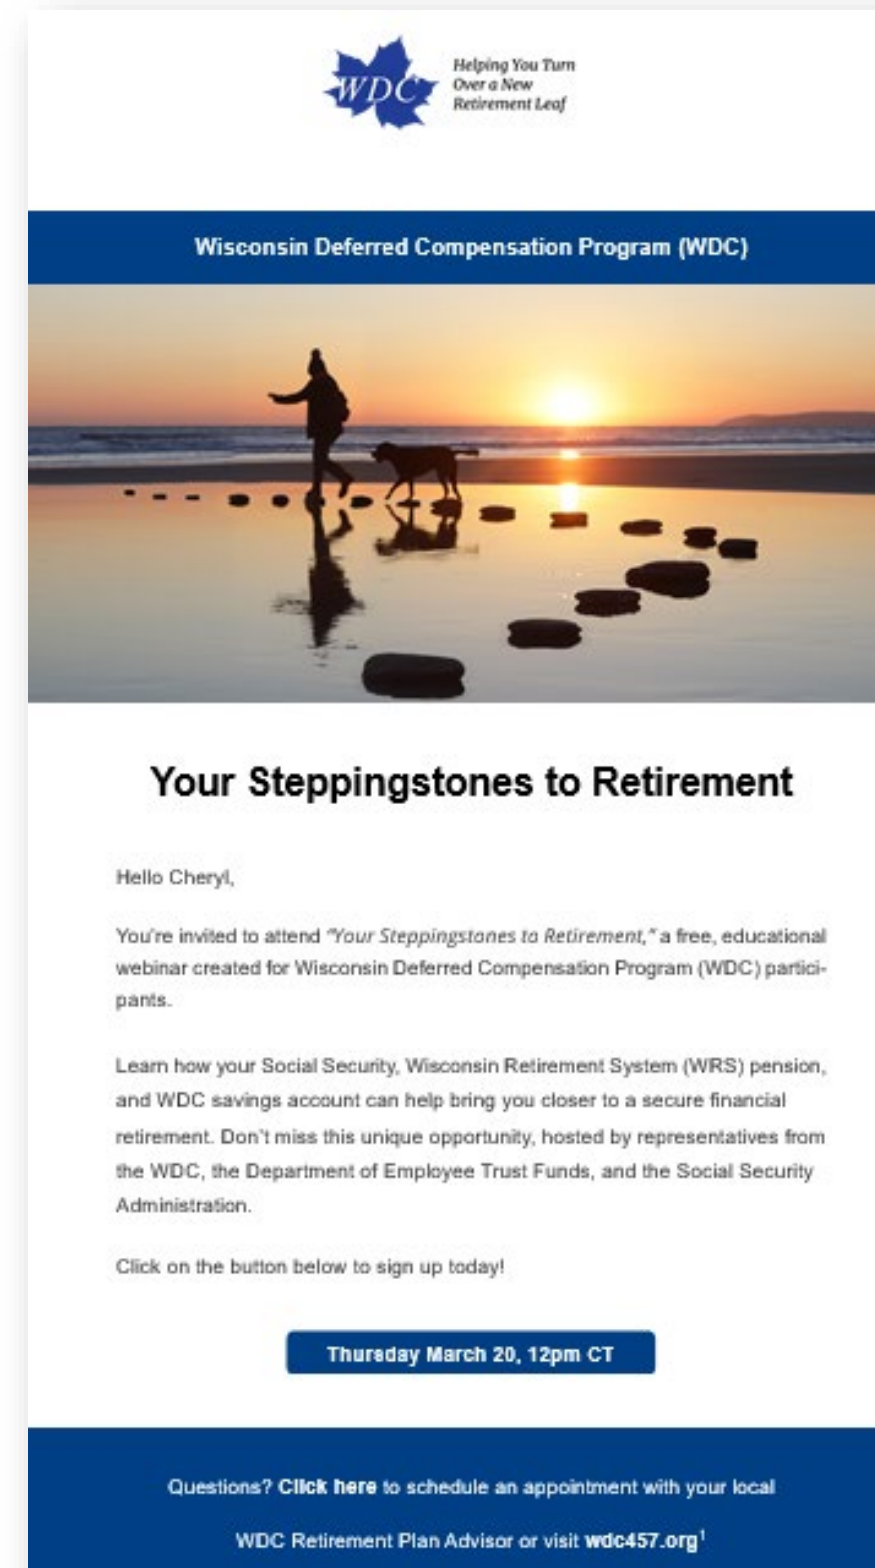 WDC
Helping You Turn
Over a New
Retirement Leaf
Wisconsin Deferred Compensation Program (WDC)
Your Steppingstones to Retirement
Hello Cheryl,
You're invited to attend "Your Steppingstones to Retirement," a free, educational
webinar created for Wisconsin Deferred Compensation Program (WDC) partici-
pants.
Learn how your Social Security, Wisconsin Retirement System (WRS) pension,
and WDC savings account can help bring you closer to a secure financial
retirement. Don't miss this unique opportunity, hosted by representatives from
the WDC, the Department of Employee Trust Funds, and the Social Security
Administration.
Click on the button below to sign up today!
Thursday March 20, 12pm CT
Questions? Click here to schedule an appointment with your local
WDC Retirement Plan Advisor or visit wdc457.org¹